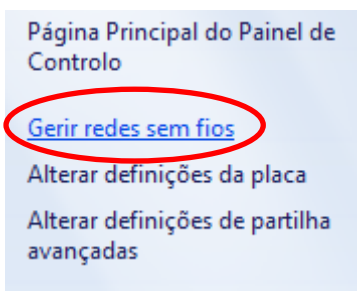 Página Principal do Painel de
Controlo
Gerir redes sem fios
Alterar definições da placa
Alterar definições de partilha
avançadas